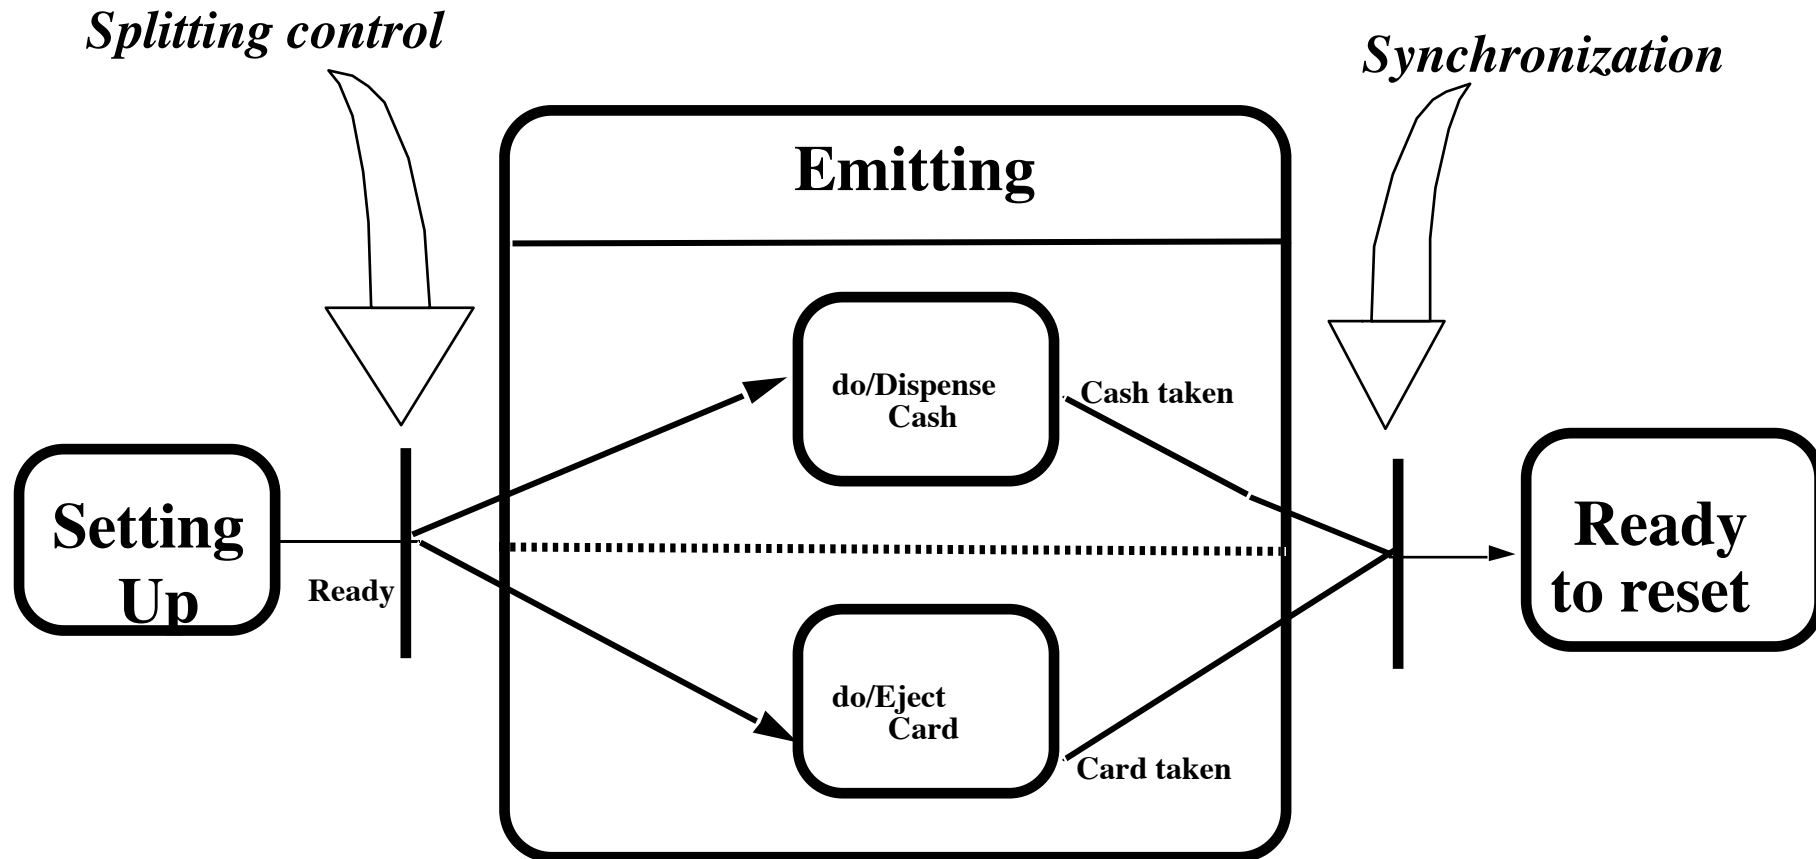 Splitting control
Synchronization
Emitting
do/Dispense
Cash
Cash taken
Setting
Up
Ready
Ready
to reset
do/Eject
Card
Card taken